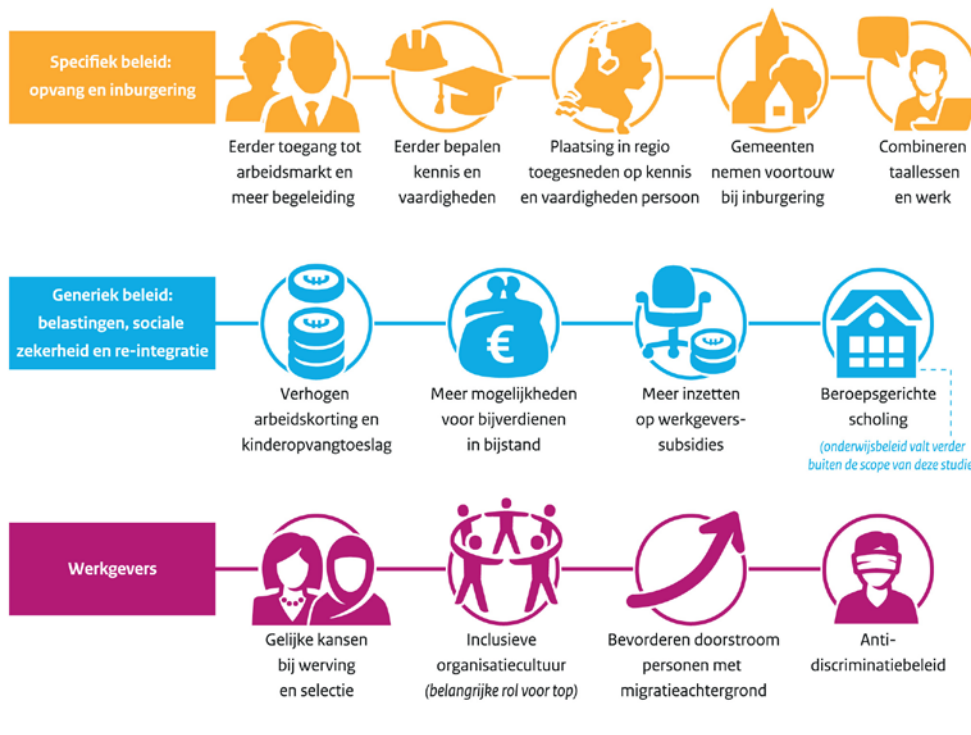 Specifiek beleid:
opvang en inburgering
Eerder toegang tot
arbeidsmarkt en
meer begeleiding
Eerder bepalen
kennis en
vaardigheden
Plaatsing in regio
toegesneden op kennis
en vaardigheden persoon
Gemeenten
nemen voortouw
bij inburgering
Combineren
taallessen
en werk
Generiek beleid:
belastingen, sociale
zekerheid en re-integratie
€
Verhogen
arbeidskorting en
kinderopvangtoeslag
Meer mogelijkheden
voor bijverdienen
in bijstand
Meer inzetten
op werkgevers-
subsidies
Beroepsgerichte
scholing
(onderwijsbeleid valt verder
buiten de scope van deze studie
Werkgevers
Gelijke kansen
bij werving
en selectie
Inclusieve
organisatiecultuur
(belangrijke rol voor top)
Bevorderen doorstroom
personen met
migratieachtergrond
Anti-
discriminatiebeleid